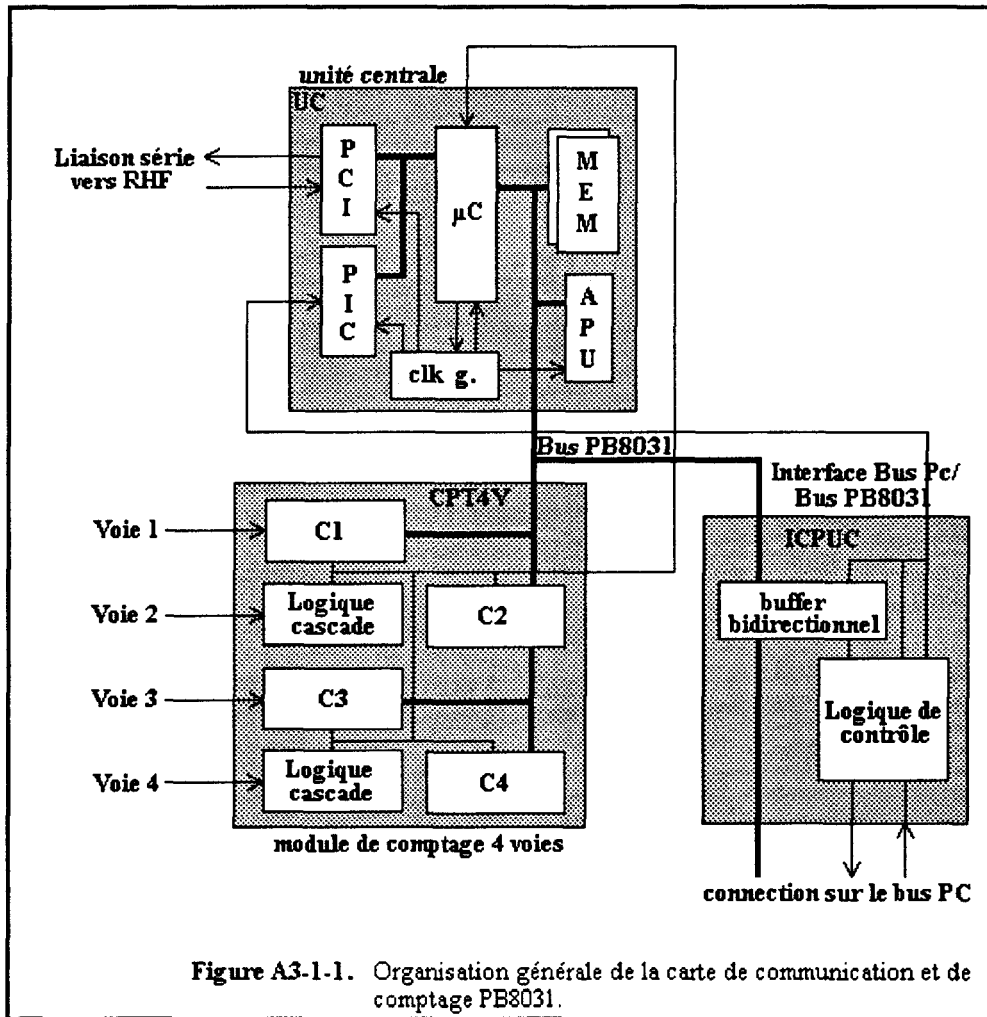 unité centrale
UC
P
C
I
P
I
C
µC
M
E
M
A
P
U
clk g.
Liaison série
vers RHF
Bus PB8031
Interface Bus Pc/
Bus PB8031
CPT4V
ICPUC
Voie 1
C1
Voie 2
Logique
cascade
C2
Voie 3
C3
Voie 4
Logique
cascade
C4
buffer
bidirectionnel
Logique de
contrôle
module de comptage 4 voies
connection sur le bus PC
Figure A3-1-1. Organisation générale de la carte de communication et de
comptage PB8031.